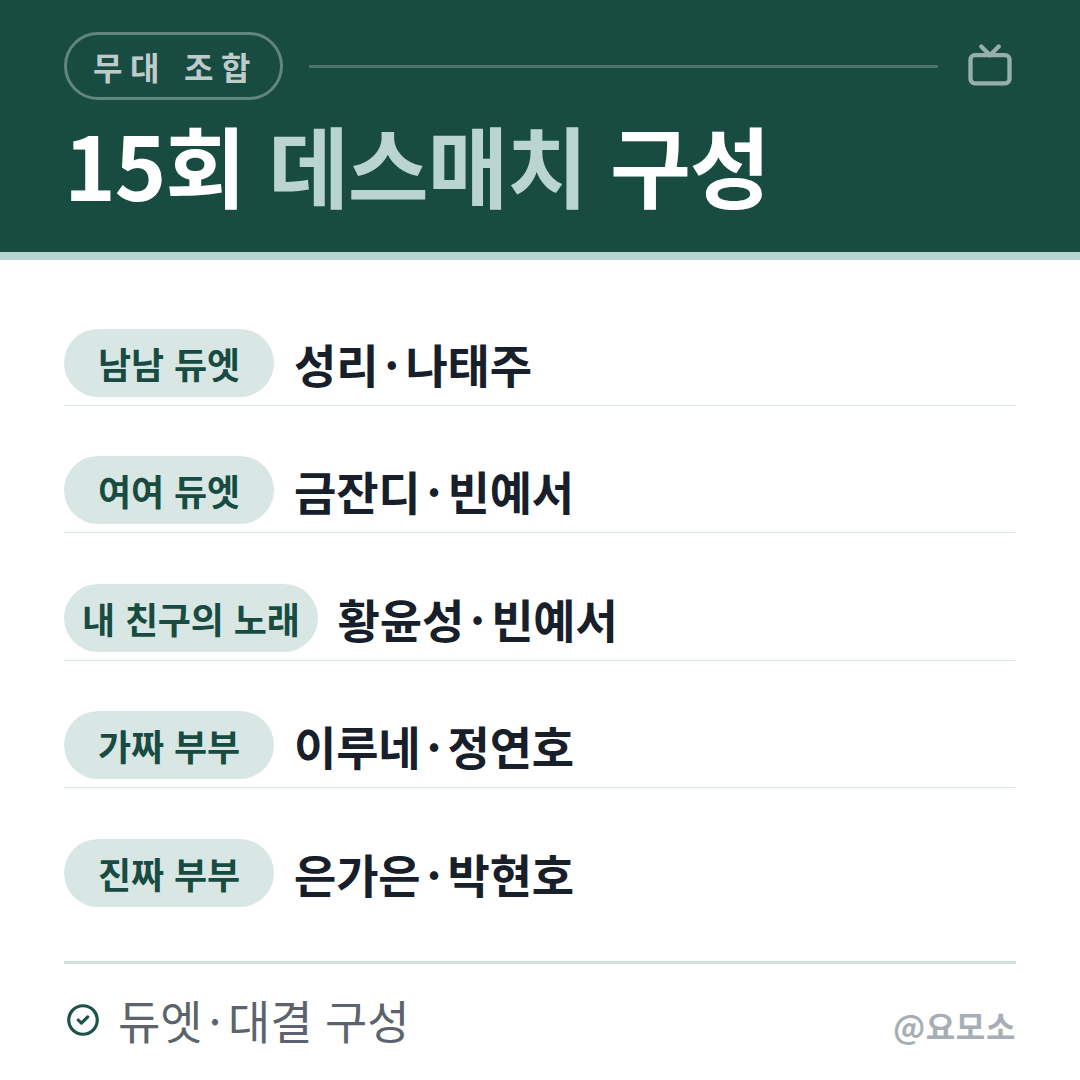 무대 조합
15회 데스매치 구성
남남 듀엣 성리·나태주
여여 듀엣 금잔디·빈예서
내 친구의 노래 황윤성·빈예서
가짜 부부 이루네·정연호
진짜 부부 은가은·박현호
듀엣·대결 구성
@요모소